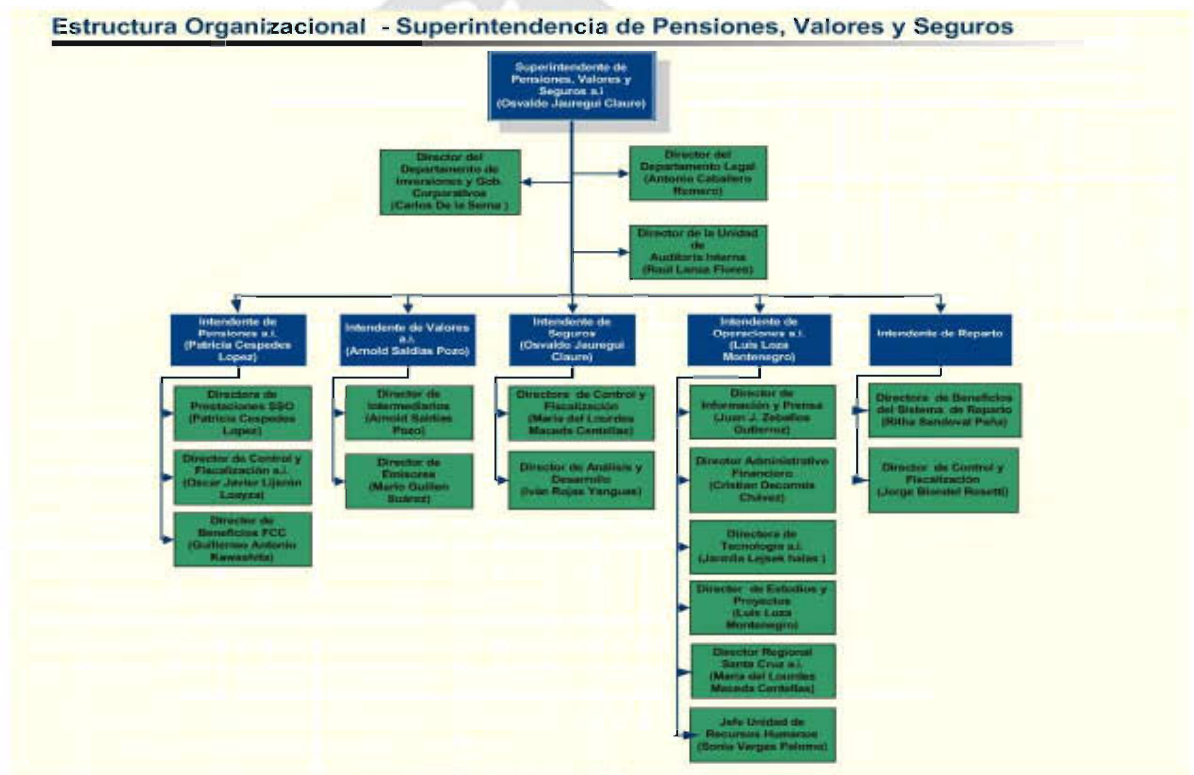 Estructura Organizacional - Superintendencia de Pensiones, Valores y Seguros
Superintendente de
Pensiones, Valores y
Seguros a.i
(Osvaldo Jauregui Claure)
Director del
Departamento de
Inversiones y Gob.
Corporativos
(Carlos De la Serna )
Director del
Departamento Legal
(Antonio Caballero
Romero)
Director de la Unidad
de
Auditoria Interna
(Raúl Lanza Flores)
Intendente de
Pensiones a.i.
(Patricia Cespedes
Lopez)
Intendente de Valores
a.i.
(Arnold Saldias Pozo)
Intendente de
Seguros
(Osvaldo Jauregui
Claure)
Intendente de
Operaciones a.i.
(Luis Loza
Montenegro)
Intendente de Reparto
Directora de
Prestaciones SSO
(Patricia Cespedes
Lopez)
Director de Control y
Fiscalización a.i.
(Oscar Javier Lijerón
Loayza)
Director de
Beneficios FCC
(Guillermo Antonio
Kawashita)
Director de
Intermediarios
(Arnold Saldias
Pozo)
Director de
Emisores
(Mario Guillen
Suárez)
Directora de Control y
Fiscalización
(Maria del Lourdes
Maceda Centellas)
Director de Análisis y
Desarrollo
(Iván Rojas Yanguas)
Director de
Información y Prensa
(Juan J. Zeballos
Gutierrez)
Director Administrativo
Financiero
(Cristian
Chávez)
Directora de
Tecnología a.i.
(Jarmila Lejsek
Director de Estudios y
Proyectos
(Luis Loza
Montenegro)
Director Regional
Santa Cruz a.i.
(Maria del Lourdes
Maceda Centellas)
Jefe Unidad de
Recursos Humanos
(Sonia Vargas Palomo)
Directora de Beneficios
del Sistema de Reparto
(Ritha Sandoval Peña)
Director de Control y
Fiscalización
(Jorge